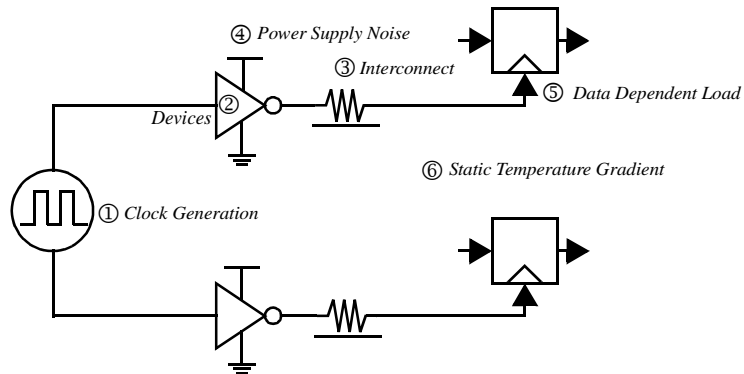 ④ Power Supply Noise
③ Interconnect
②
Devices
⑤ Data Dependent Load
⑥ Static Temperature Gradient
① Clock Generation